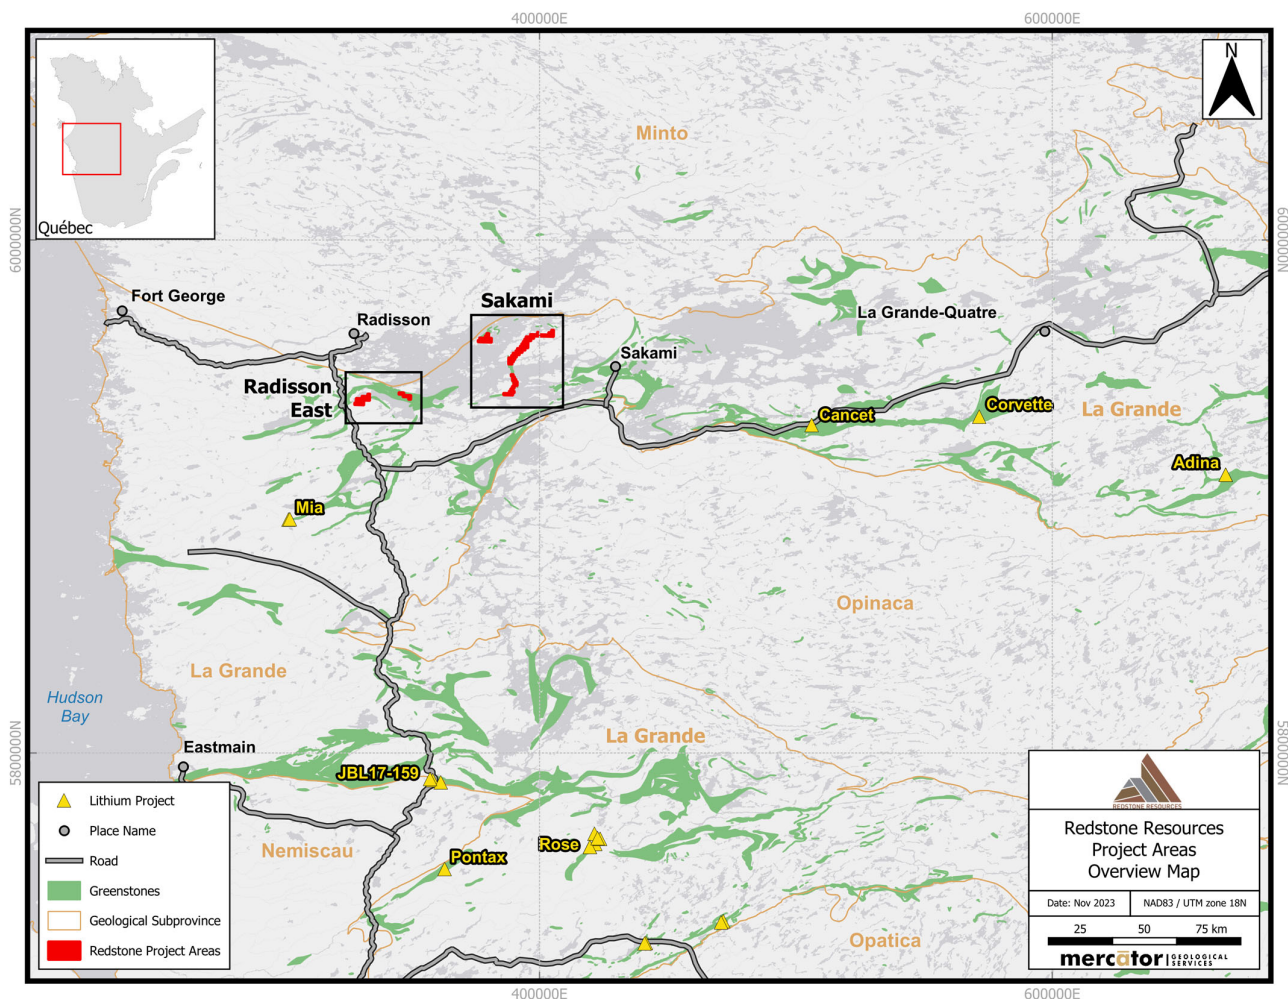 400000E
600000E
N
Minto
Québec
6000000N
6000000N
Fort George
Radisson
Sakami
La Grande-Quatre
Sakami
Radisson
East
Cancet
Corvette
La Grande
Adina
Mia
Opinaca
La Grande
Hudson
Bay
La Grande
Eastmain
5800000N
5800000N
JBL17-159
Nemiscau
Pontax
Rose
Opatica
Lithium Project
Place Name
Road
Greenstones
Geological Subprovince
Redstone Project Areas
REDSTONE RESOURCES
Redstone Resources
Project Areas
Overview Map
Date: Nov 2023
NAD83 / UTM zone 18N
25 50 75 km
mercātor GEOLOGICAL
SERVICES
400000E
600000E